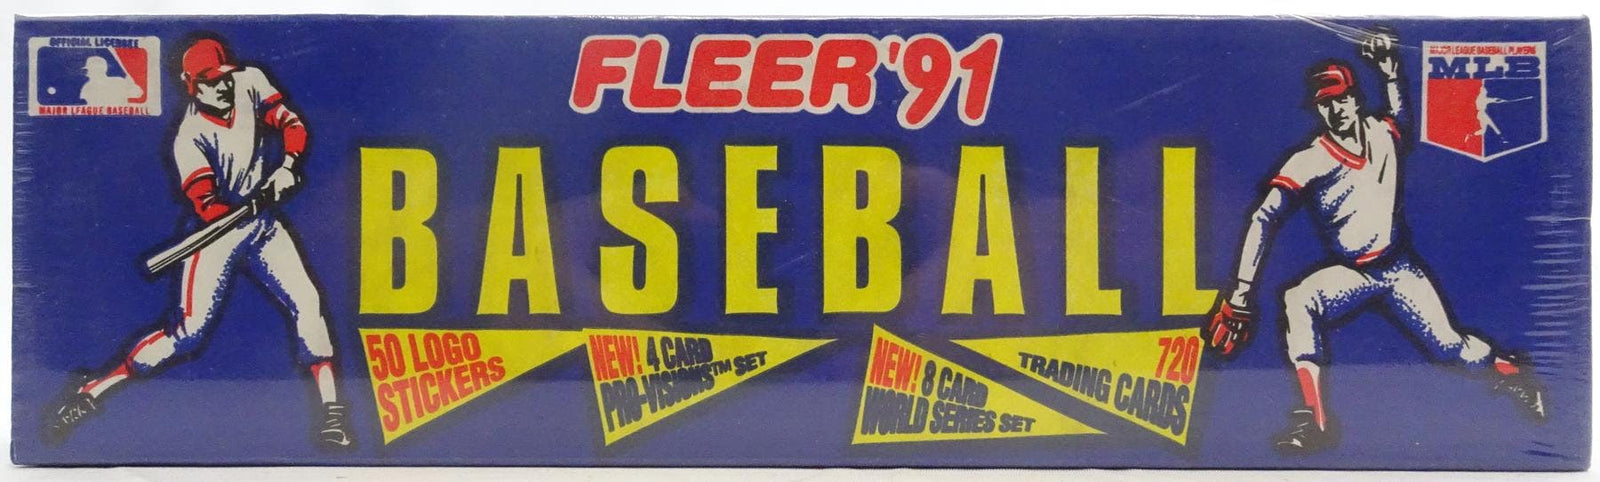 OFFICIAL LICENSEE
MAJOR LEAGUE BASEBALL
FLEER '91
MAJOR LEAGUE BASEBALL PLAYERS
MLB
BASEBALL
50 LOGO
STICKERS
NEW! 4 CARD
PRO-VISIONS™ SET
NEW! 8 CARD
WORLD SERIES SET
720
TRADING CARDS